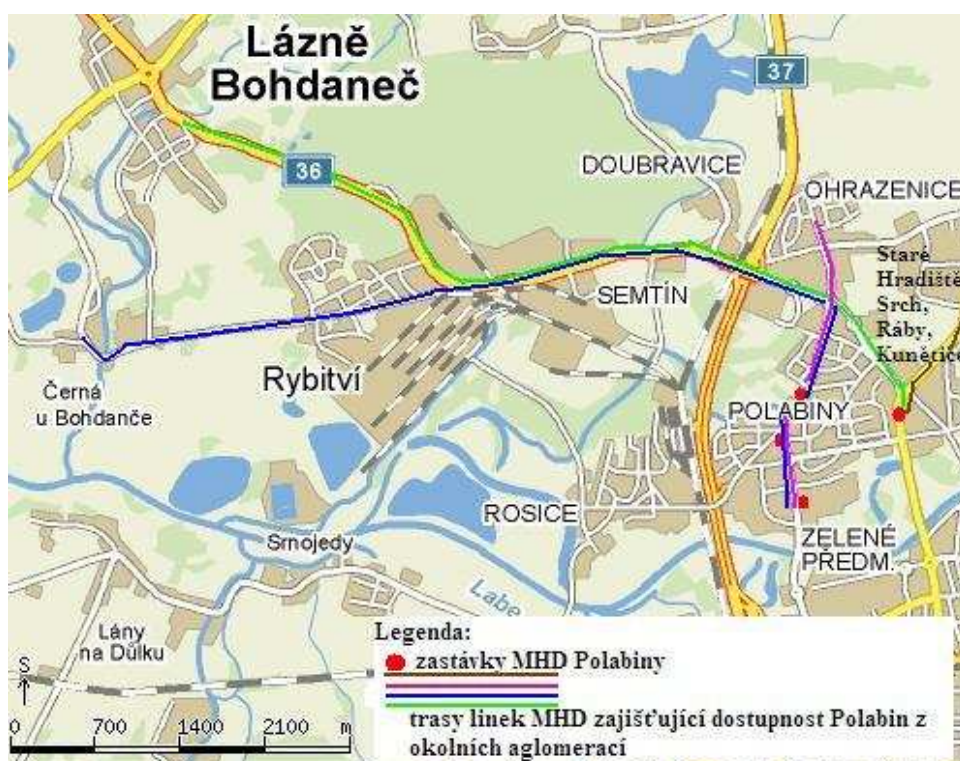 Lázně
Bohdaneč
37
DOUBRAVICE
36
OHRAZENICE
Staré
Hradiště
Srch,
Ráby,
Kunětice
SEMTÍN
Rybitví
Černá
u Bohdanče
POLABINY
ROSICE
ZELENÉ
PŘEDM.
Srnojedy
Labe
Lány
na Důlku
S
0 700 1400 2100 m
Legenda:
zastávky MHD Polabiny
trasy linek MHD zajišťující dostupnost Polabin z
okolních aglomerací